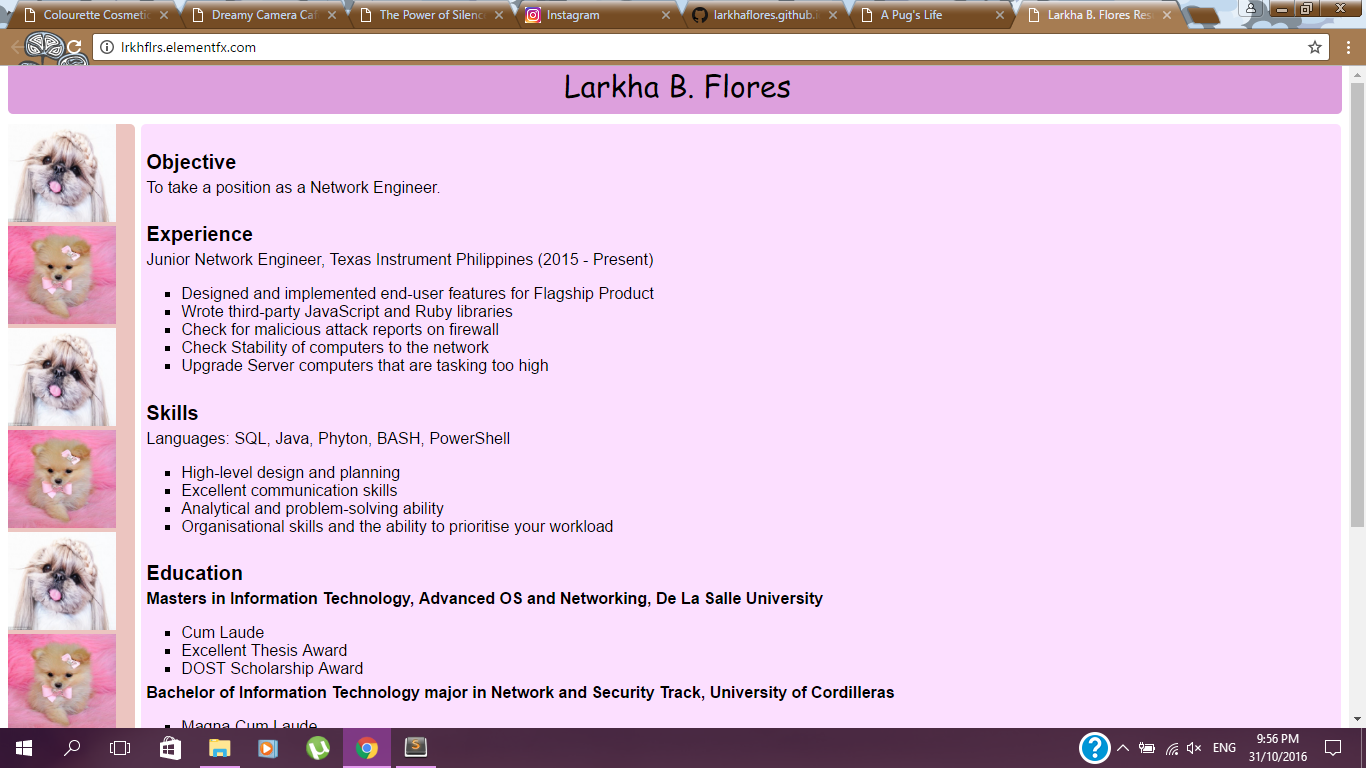 Colourette Cosmetic
Dreamy Camera Caf
The Power of Silenc
Instagram
larkhaflores.github.i
A Pug's Life
Larkha B. Flores Res
lrkhflrs.elementfx.com
Larkha B. Flores
Objective
To take a position as a Network Engineer.
Experience
Junior Network Engineer, Texas Instrument Philippines (2015 - Present)
Designed and implemented end-user features for Flagship Product
Wrote third-party JavaScript and Ruby libraries
Check for malicious attack reports on firewall
Check Stability of computers to the network
Upgrade Server computers that are tasking too high
Skills
Languages: SQL, Java, Phyton, BASH, PowerShell
High-level design and planning
Excellent communication skills
Analytical and problem-solving ability
Organisational skills and the ability to prioritise your workload
Education
Masters in Information Technology, Advanced OS and Networking, De La Salle University
Cum Laude
Excellent Thesis Award
DOST Scholarship Award
Bachelor of Information Technology major in Network and Security Track, University of Cordilleras
Magna Cum Laude
ENG
9:56 PM
31/10/2016